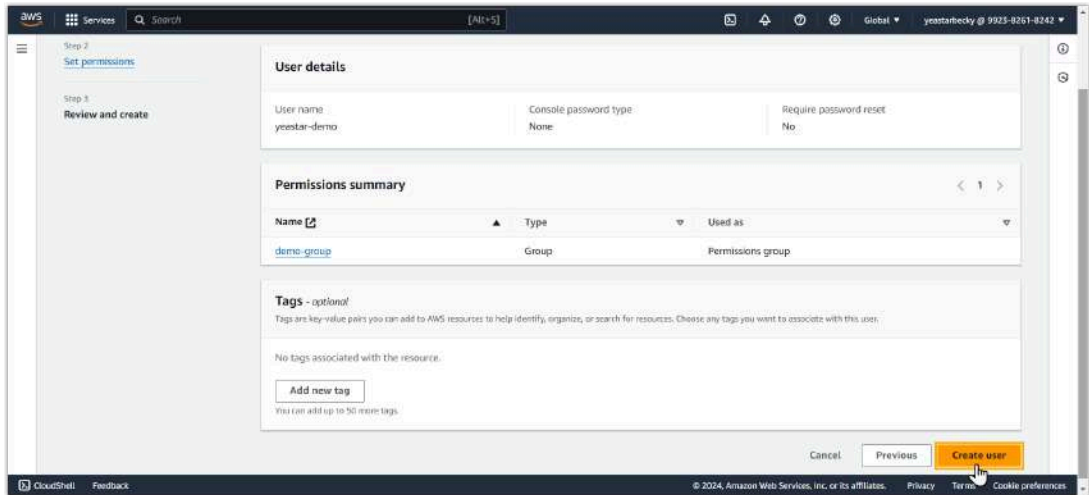 aws Services Search [Alt+S] Global yeastarbecky @ 9923-8261-8242
Step 2
Set permissions
Step 3
Review and create
User details
User name Console password type Require password reset
yeastar-demo None No
Permissions summary 1
Name Type Used as
demo-group Group Permissions group
Tags - optional
Tags are key-value pairs you can add to AWS resources to help identify, organize, or search for resources. Choose any tags you want to associate with this user.
No tags associated with the resource.
Add new tag
You can add up to 50 more tags.
Cancel Previous Create user
CloudShell Feedback © 2024, Amazon Web Services, Inc. or its affiliates. Privacy Terms Cookie preferences